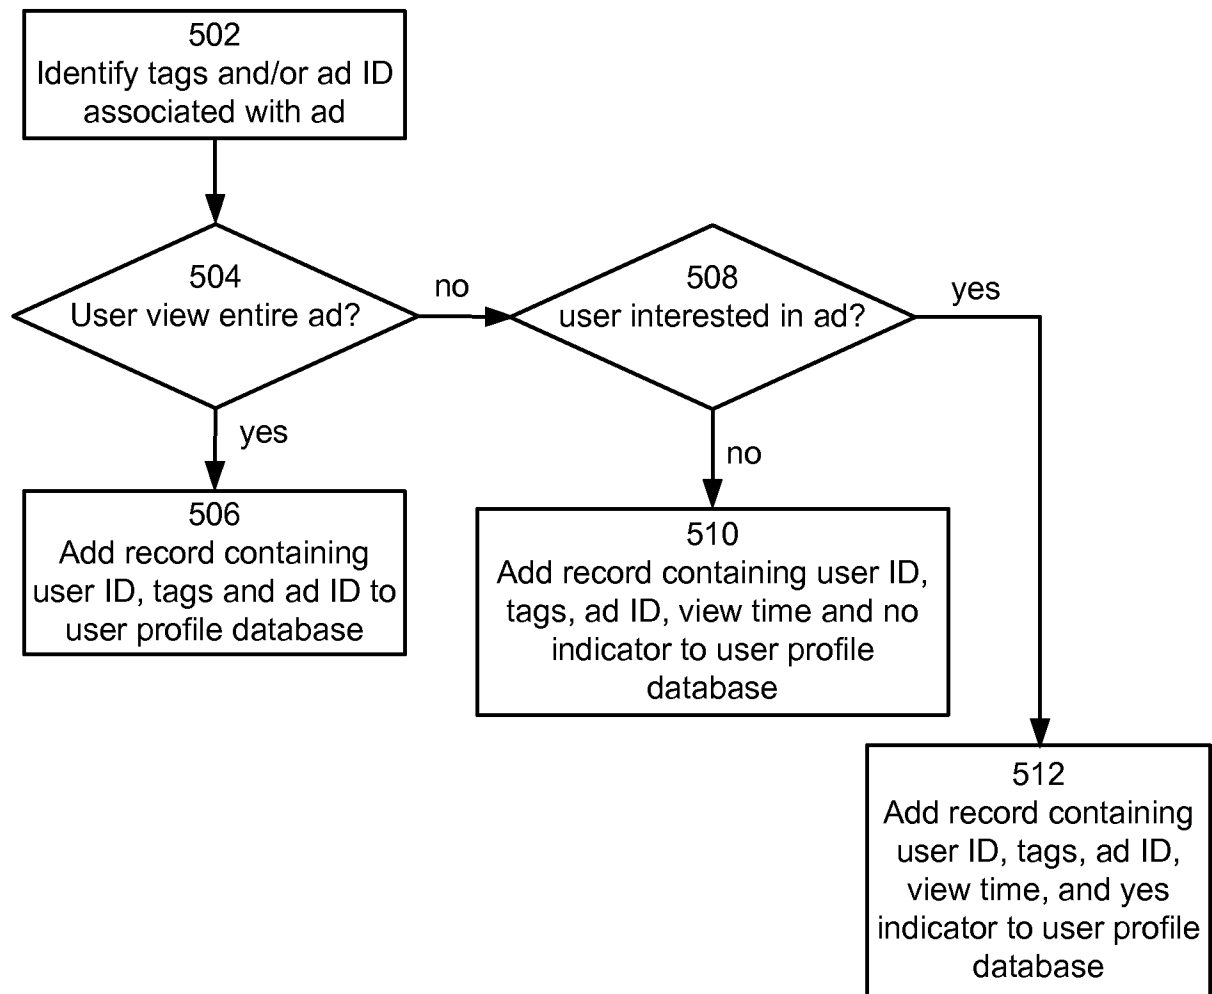 502
Identify tags and/or ad ID
associated with ad
504
User view entire ad?
no
508
user interested in ad?
yes
yes
no
506
Add record containing
user ID, tags and ad ID to
user profile database
510
Add record containing user ID,
tags, ad ID, view time and no
indicator to user profile
database
512
Add record containing
user ID, tags, ad ID,
view time, and yes
indicator to user profile
database